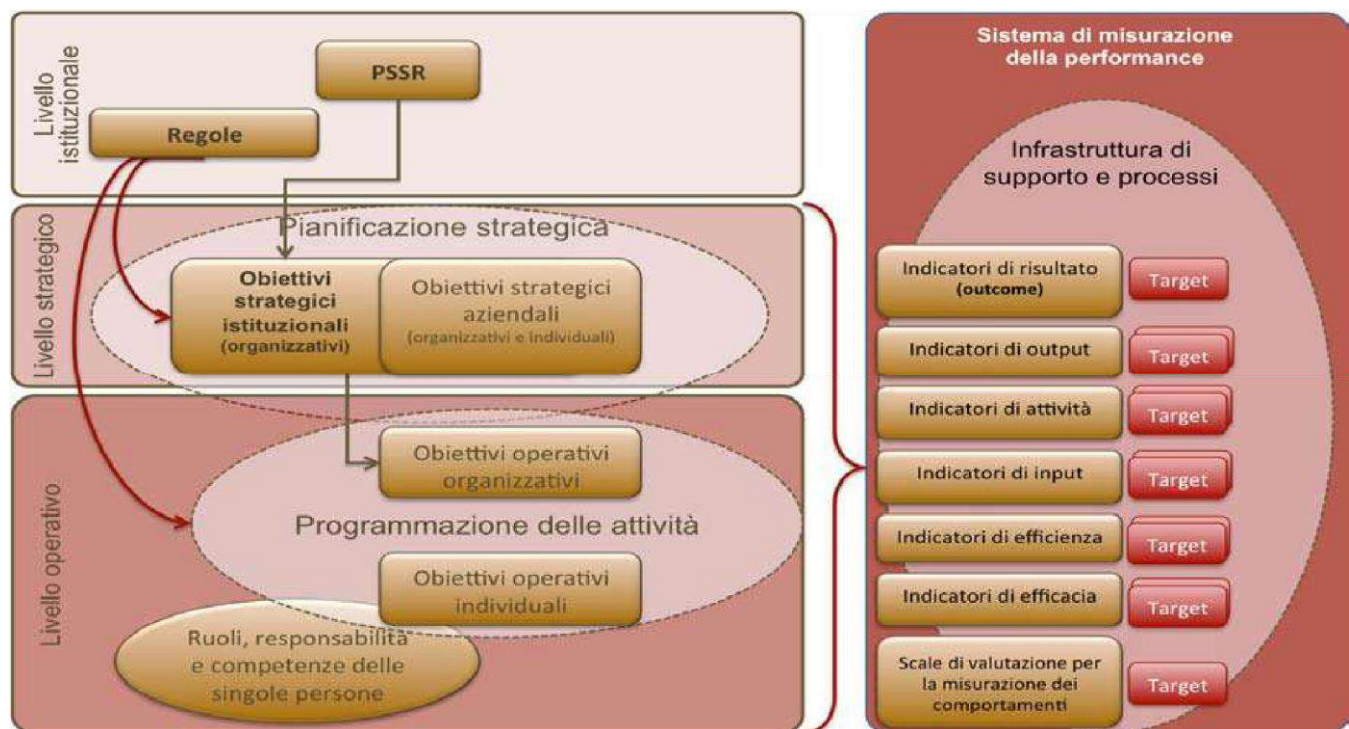 Livello
istituzionale
PSSR
Regole
Livello strategico
Pianificazione strategica
Obiettivi
strategici
istituzionali
(organizzativi)
Obiettivi strategici
aziendali
(organizzativi e individuali)
Livello operativo
Obiettivi operativi
organizzativi
Programmazione delle attività
Obiettivi operativi
individuali
Ruoli, responsabilità
e competenze delle
singole persone
Sistema di misurazione
della performance
Infrastruttura di
supporto e processi
Indicatori di risultato
(outcome)
Target
Indicatori di output
Target
Indicatori di attività
Target
Indicatori di input
Target
Indicatori di efficienza
Target
Indicatori di efficacia
Target
Scale di valutazione per
la misurazione dei
comportamenti
Target